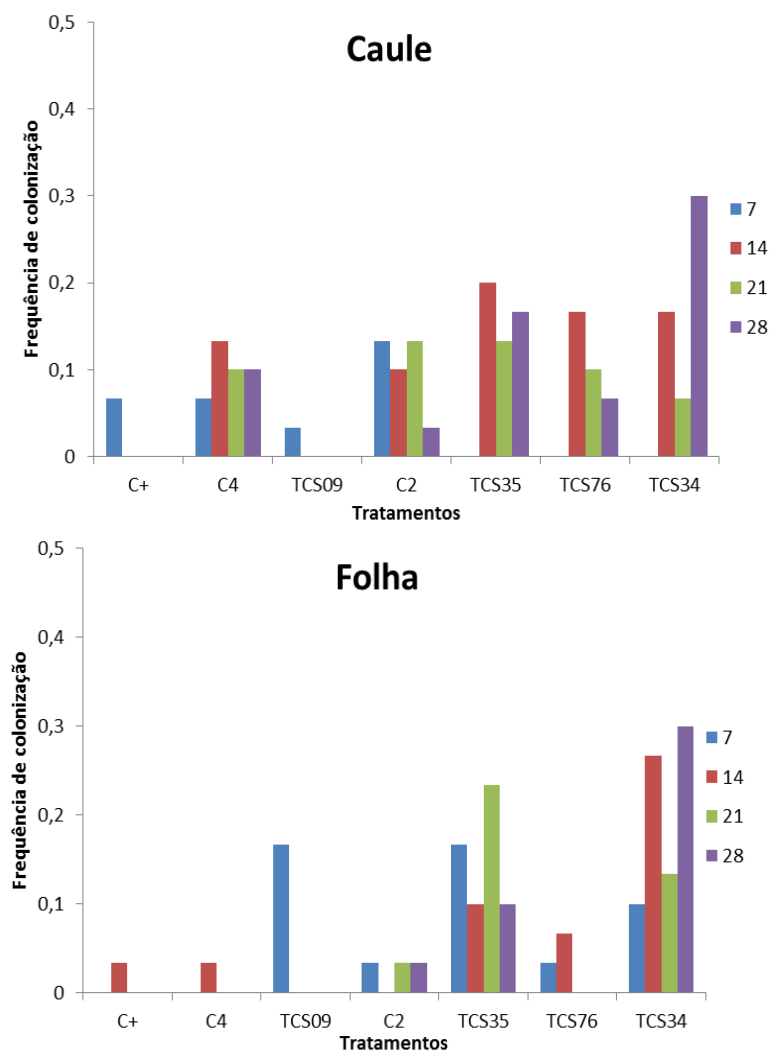 Caule
Frequência de colonização
0,5
0,4
0,3
0,2
0,1
0
C+ C4 TCS09 C2 TCS35 TCS76 TCS34
Tratamentos
7
14
21
28
Folha
Frequência de colonização
0,5
0,4
0,3
0,2
0,1
0
C+ C4 TCS09 C2 TCS35 TCS76 TCS34
Tratamentos
7
14
21
28